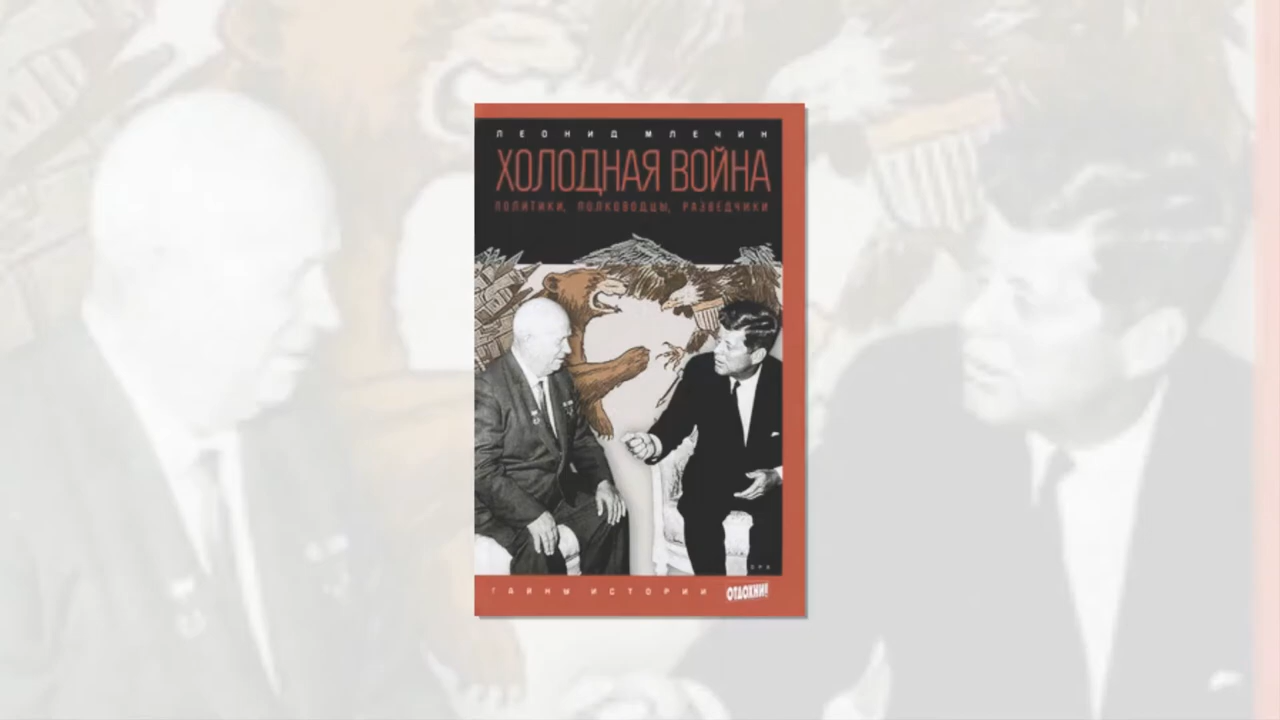 ЛЕОНИД МЛЕЧИН
ХОЛОДНАЯ ВОЙНА
ПОЛИТИКИ, ПОЛКОВОДЦЫ, РАЗВЕДЧИКИ
ТАЙНЫ ИСТОРИИ
ОТДОХНИ!